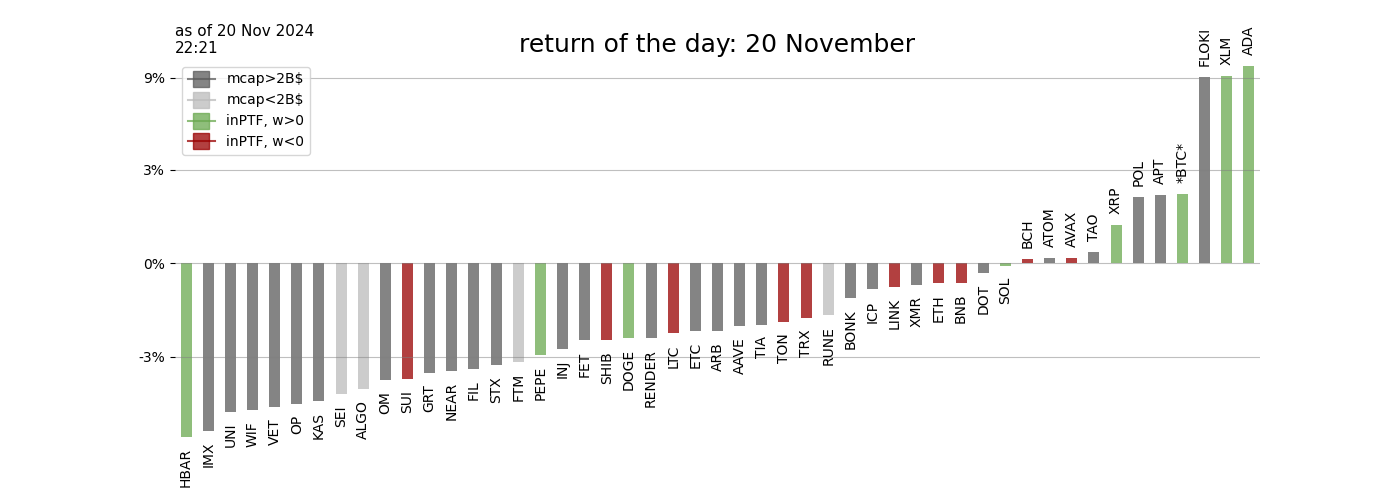 as of 20 Nov 2024
22:21
return of the day: 20 November
mcap>2B$
mcap<2B$
inPTF, w>0
inPTF, w<0
9%
3%
0%
-3%
HBAR
IMX
UNI
WIF
VET
OP
KAS
SEI
ALGO
OM
SUI
GRT
NEAR
FIL
STX
FTM
PEPE
INJ
FET
SHIB
DOGE
RENDER
LTC
ETC
ARB
AAVE
TIA
TON
TRX
RUNE
BONK
ICP
LINK
XMR
ETH
BNB
DOT
SOL
BCH
ATOM
AVAX
TAO
XRP
POL
APT
*BTC*
FLOKI
XLM
ADA